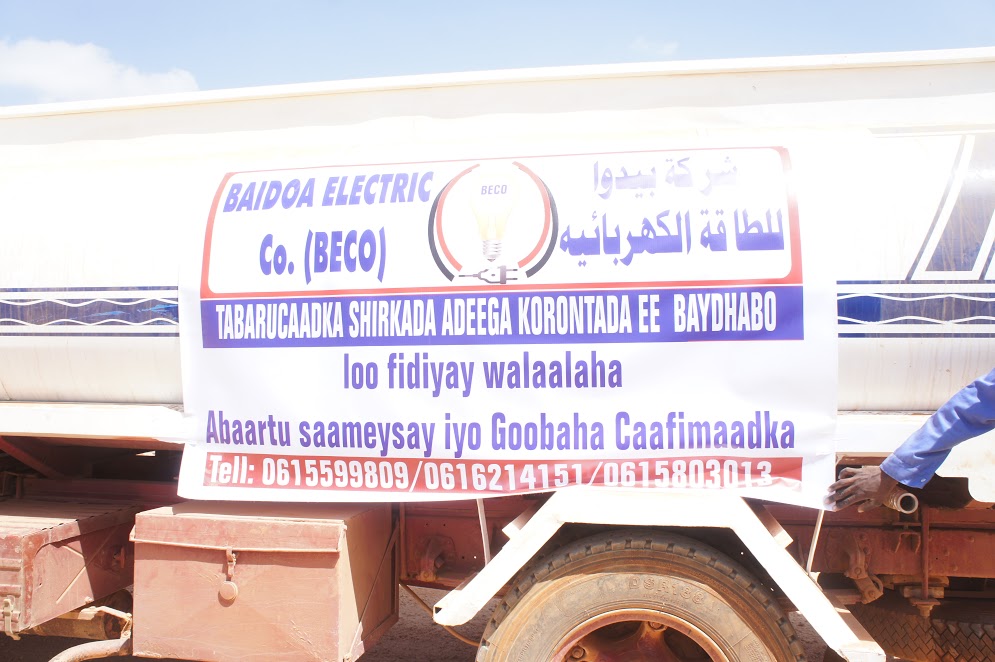 BAIDOA ELECTRIC
Co. (BECO)
BECO
شركة بيدوا
للطاقة الكهربائيه
TABARUCAADKA SHIRKADA ADEEGA KORONTADA EE BAYDHABO
loo fidiyay walaalaha
Abaartu saameysay iyo Goobaha Caafimaadka
Tell: 0615599809/0616214151/0615803013